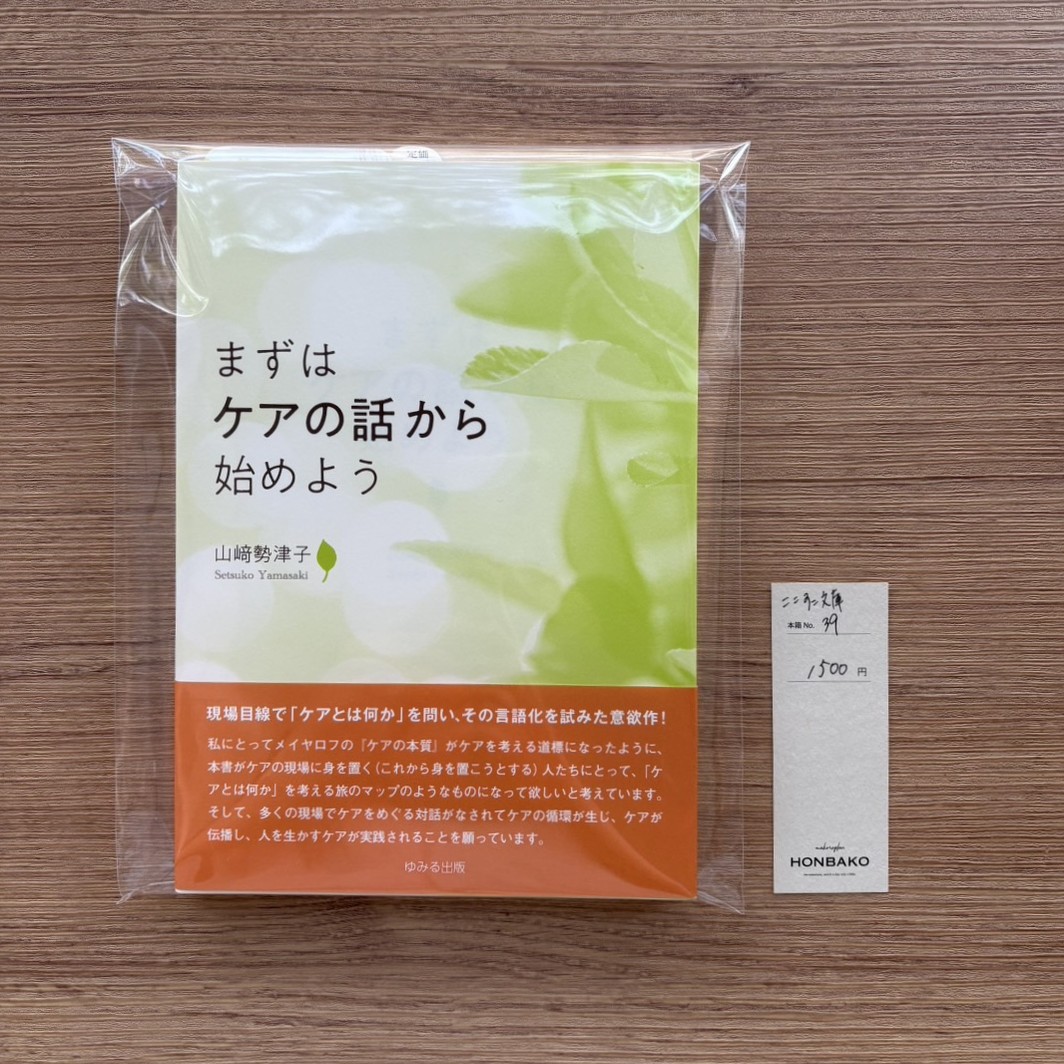 定価
まずは
ケアの話から
始めよう
山﨑勢津子
Setsuko Yamasaki
現場目線で「ケアとは何か」を問い、その言語化を試みた意欲作!
私にとってメイヤロフの『ケアの本質』がケアを考える道標になったように、
本書がケアの現場に身を置く(これから身を置こうとする)人たちにとって、「ケ
アとは何か」を考える旅のマップのようなものになって欲しいと考えています。
そして、多くの現場でケアをめぐる対話がなされてケアの循環が生じ、ケアが
伝播し、人を生かすケアが実践されることを願っています。
ゆみる出版
文庫
本箱 No. 39
1500 円
HONBAKO